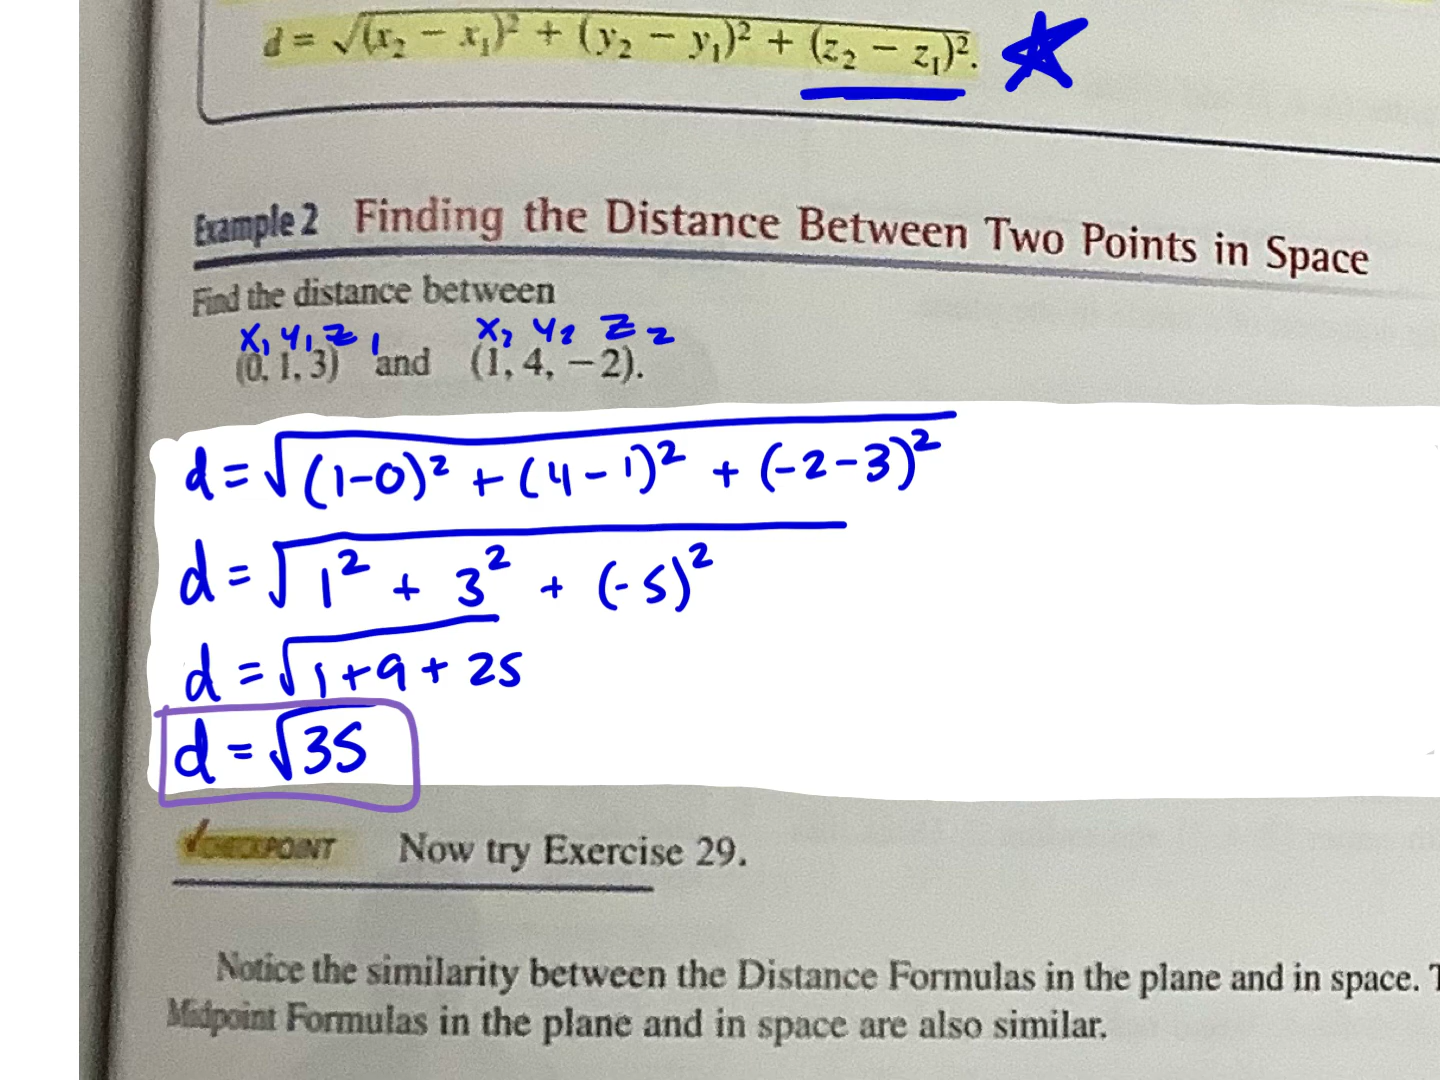 d = √(x₂ − x₁)² + (y₂ − y₁)² + (z₂ − z₁)².
Example 2 Finding the Distance Between Two Points in Space
Find the distance between
x₁ y₁ z₁ x₂ y₂ z₂
(0, 1, 3) and (1, 4, −2).
d = √(1-0)² + (4-1)² + (-2-3)²
d = √1² + 3² + (-5)²
d = √1+9+25
d = √35
CHECKPOINT Now try Exercise 29.
Notice the similarity between the Distance Formulas in the plane and in space.
Midpoint Formulas in the plane and in space are also similar.